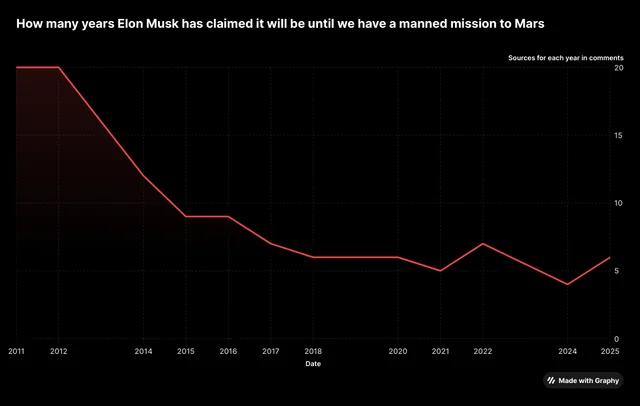 How many years Elon Musk has claimed it will be until we have a manned mission to Mars
Sources for each year in comments
20
15
10
5
0
2011 2012 2014 2015 2016 2017 2018 2020 2021 2022 2024 2025
Date
Made with Graphy